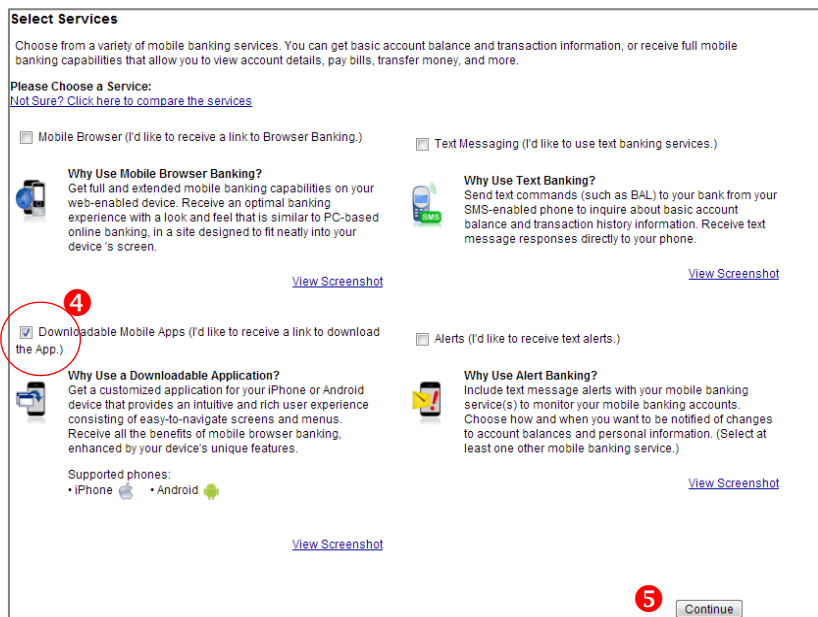 Select Services
Choose from a variety of mobile banking services. You can get basic account balance and transaction information, or receive full mobile
banking capabilities that allow you to view account details, pay bills, transfer money, and more.
Please Choose a Service:
Not Sure? Click here to compare the services
Mobile Browser (I'd like to receive a link to Browser Banking.)
Why Use Mobile Browser Banking?
Get full and extended mobile banking capabilities on your
web-enabled device. Receive an optimal banking
experience with a look and feel that is similar to PC-based
online banking, in a site designed to fit neatly into your
device 's screen.
View Screenshot
Text Messaging (I'd like to use text banking services.)
SMS
Why Use Text Banking?
Send text commands (such as BAL) to your bank from your
SMS-enabled phone to inquire about basic account
balance and transaction history information. Receive text
message responses directly to your phone.
View Screenshot
4
Downloadable Mobile Apps (I'd like to receive a link to download
the App.)
Why Use a Downloadable Application?
Get a customized application for your iPhone or Android
device that provides an intuitive and rich user experience
consisting of easy-to-navigate screens and menus.
Receive all the benefits of mobile browser banking,
enhanced by your device's unique features.
Supported phones:
• iPhone • Android
View Screenshot
Alerts (I'd like to receive text alerts.)
Why Use Alert Banking?
Include text message alerts with your mobile banking
service(s) to monitor your mobile banking accounts.
Choose how and when you want to be notified of changes
to account balances and personal information. (Select at
least one other mobile banking service.)
View Screenshot
5
Continue